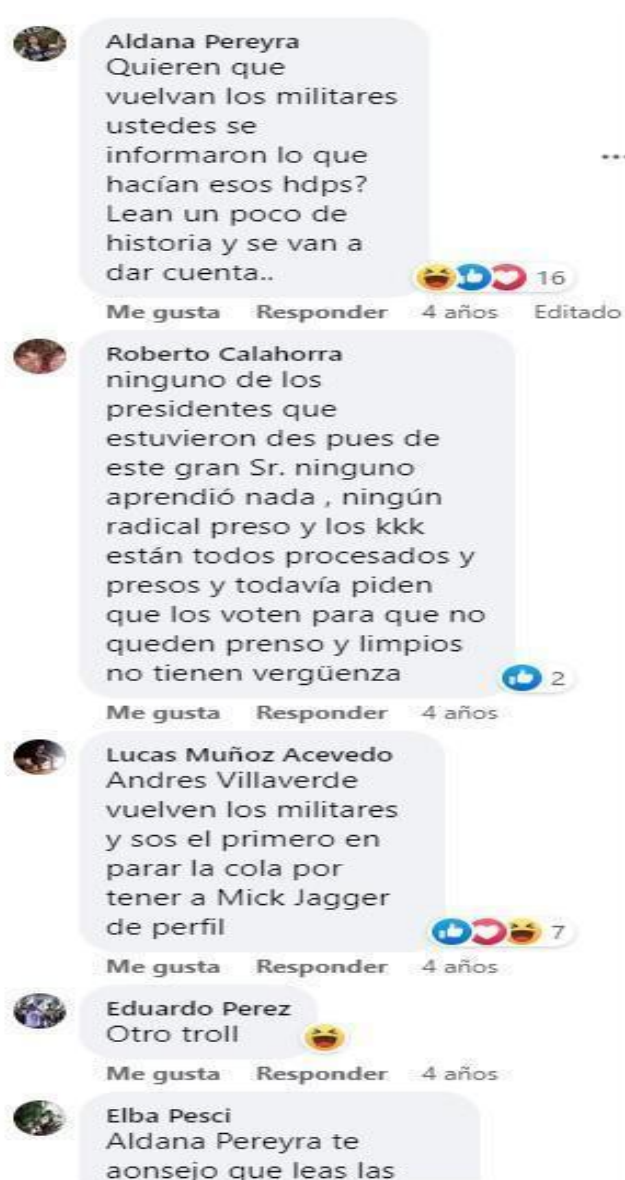 Aldana Pereyra
Quieren que
vuelvan los militares
ustedes se
informaron lo que
hacían esos hdps?
Lean un poco de
historia y se van a
dar cuenta..
16
Me gusta Responder 4 años Editado
Roberto Calahorra
ninguno de los
presidentes que
estuvieron des pues de
este gran Sr. ninguno
aprendió nada , ningún
radical preso y los kkk
están todos procesados y
presos y todavía piden
que los voten para que no
queden prenso y limpios
no tienen vergüenza
2
Me gusta Responder 4 años
Lucas Muñoz Acevedo
Andres Villaverde
vuelven los militares
y sos el primero en
parar la cola por
tener a Mick Jagger
de perfil
7
Me gusta Responder 4 años
Eduardo Perez
Otro troll
Me gusta Responder 4 años
Elba Pesci
Aldana Pereyra te
aonsejo que leas las